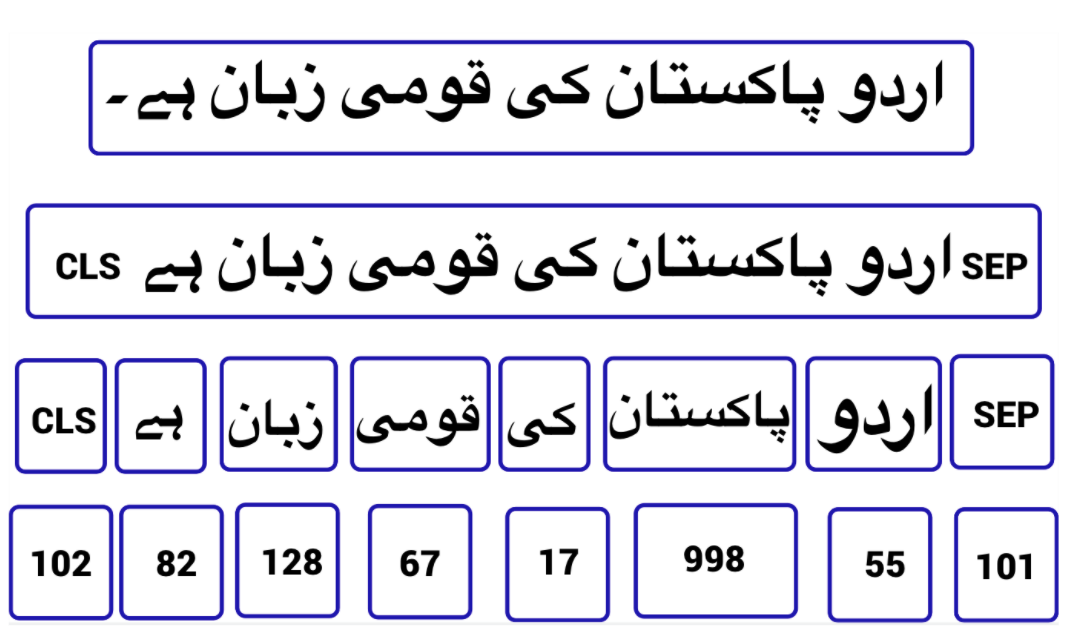 اردو پاکستان کی قومی زبان ہے۔
SEP اردو پاکستان کی قومی زبان ہے CLS
SEP اردو پاکستان کی قومی زبان ہے CLS
101 55 998 17 67 128 82 102